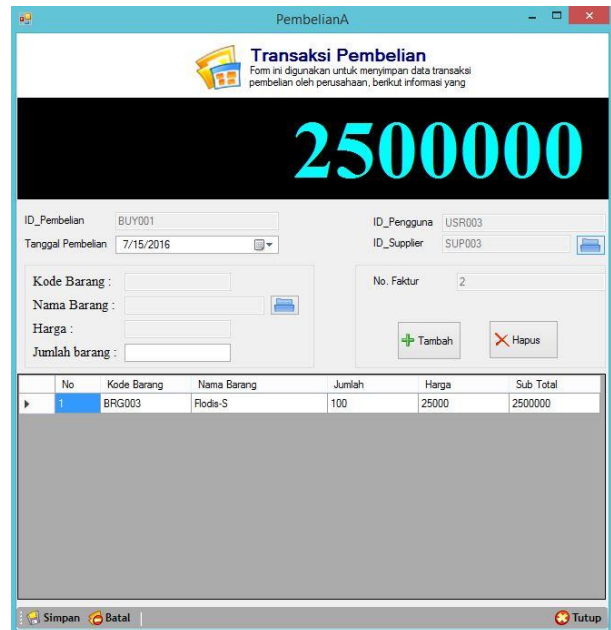 PembelianA
Transaksi Pembelian
Form ini digunakan untuk menyimpan data transaksi
pembelian oleh perusahaan, berikut informasi yang
2500000
ID_Pembelian BUY001 ID_Pengguna USR003
Tanggal Pembelian 7/15/2016 ID_Supplier SUP003
Kode Barang : No. Faktur 2
Nama Barang :
Harga :
Jumlah barang :
Tambah Hapus
No Kode Barang Nama Barang Jumlah Harga Sub Total
1 BRG003 Flodis-S 100 25000 2500000
Simpan Batal Tutup